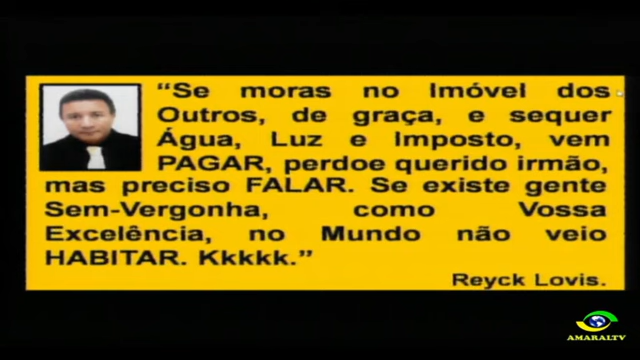 “Se moras no Imóvel dos
Outros, de graça, e sequer
Água, Luz e Imposto, vem
PAGAR, perdoe querido irmão,
mas preciso FALAR. Se existe gente
Sem-Vergonha, como Vossa
Excelência, no Mundo não veio
HABITAR. Kkkkk.”
Reyck Lovis.
AMARALTV